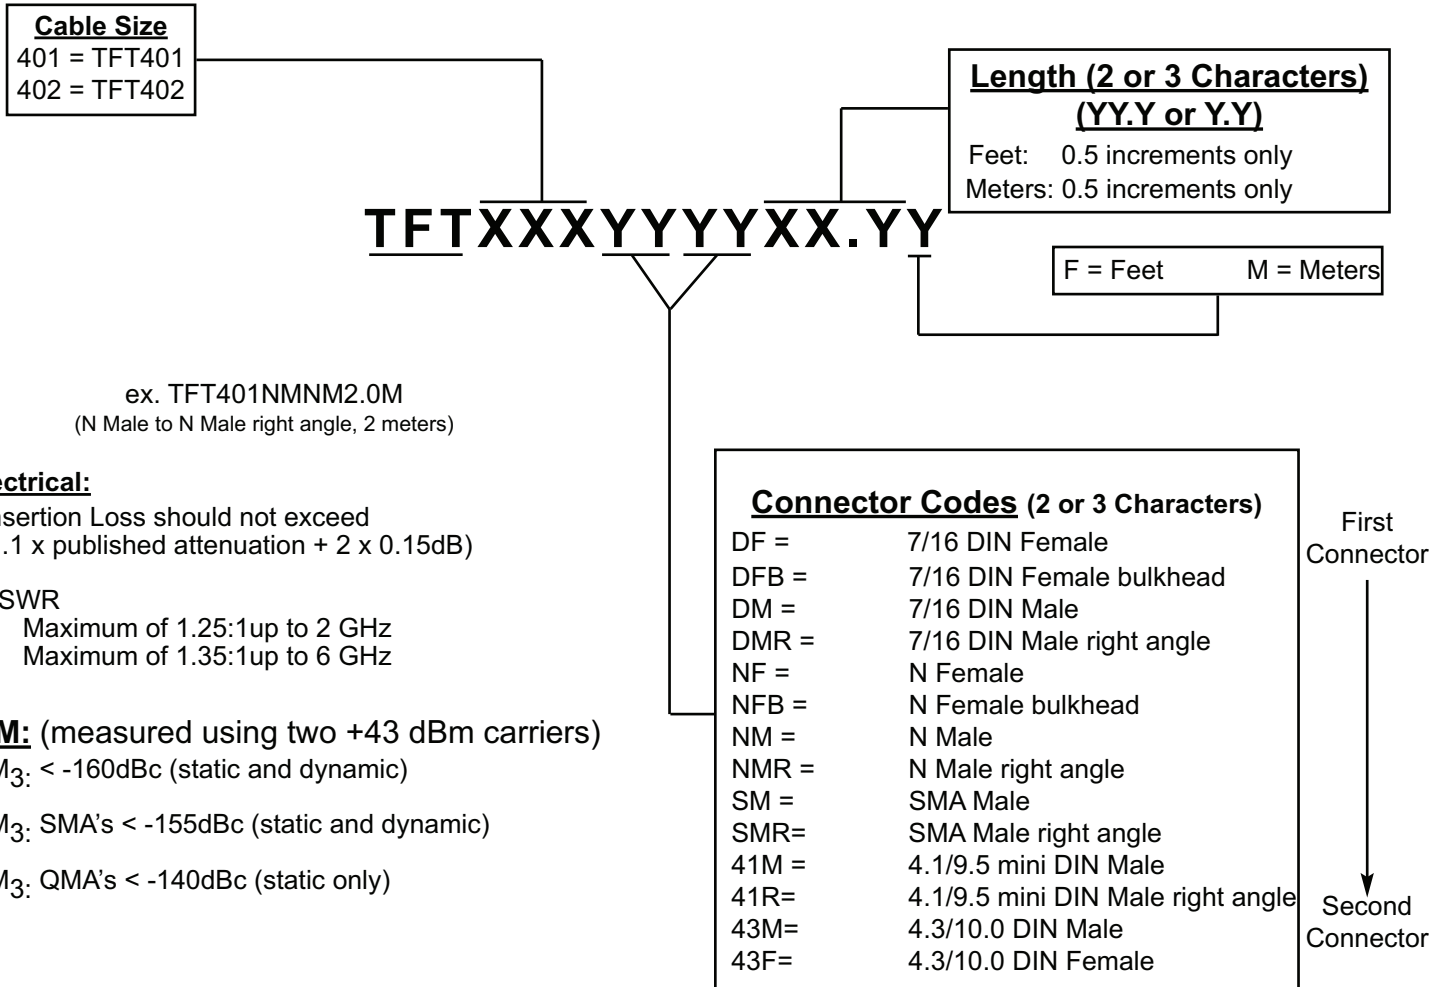 Cable Size
401 = TFT401
402 = TFT402
Length (2 or 3 Characters)
(YY.Y or Y.Y)
Feet: 0.5 increments only
Meters: 0.5 increments only
TFTXXXYYYYXX.YY
F = Feet M = Meters
ex. TFT401NMNM2.0M
(N Male to N Male right angle, 2 meters)
ectrical:
nsertion Loss should not exceed
.1 x published attenuation + 2 x 0.15dB)
SWR
Maximum of 1.25:1up to 2 GHz
Maximum of 1.35:1up to 6 GHz
M: (measured using two +43 dBm carriers)
M3: < -160dBc (static and dynamic)
M3: SMA's < -155dBc (static and dynamic)
M3: QMA's < -140dBc (static only)
Connector Codes (2 or 3 Characters)
DF = 7/16 DIN Female
DFB = 7/16 DIN Female bulkhead
DM = 7/16 DIN Male
DMR = 7/16 DIN Male right angle
NF = N Female
NFB = N Female bulkhead
NM = N Male
NMR = N Male right angle
SM = SMA Male
SMR= SMA Male right angle
41M = 4.1/9.5 mini DIN Male
41R= 4.1/9.5 mini DIN Male right angle
43M= 4.3/10.0 DIN Male
43F= 4.3/10.0 DIN Female
First
Connector
Second
Connector